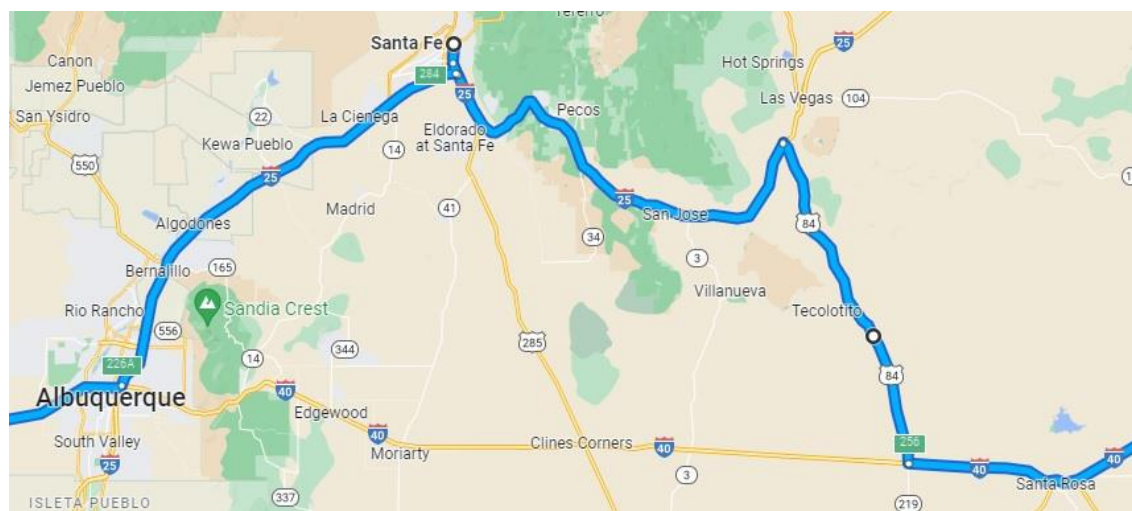 Tererro
Canon
Santa Fe
25
Hot Springs
Jemez Pueblo
284
25
Las Vegas
104
San Ysidro
22
La Cienega
Pecos
Kewa Pueblo
14
Eldorado
at Santa Fe
550
25
25
Algodones
Madrid
41
San Jose
84
34
3
Bernalillo
165
Villanueva
Rio Rancho
Sandia Crest
Tecolotito
556
285
344
226A
14
84
Albuquerque
40
Edgewood
South Valley
40
Moriarty
Clines Corners
40
256
25
3
40
40
Santa Rosa
337
219
ISLETA PUEBLO